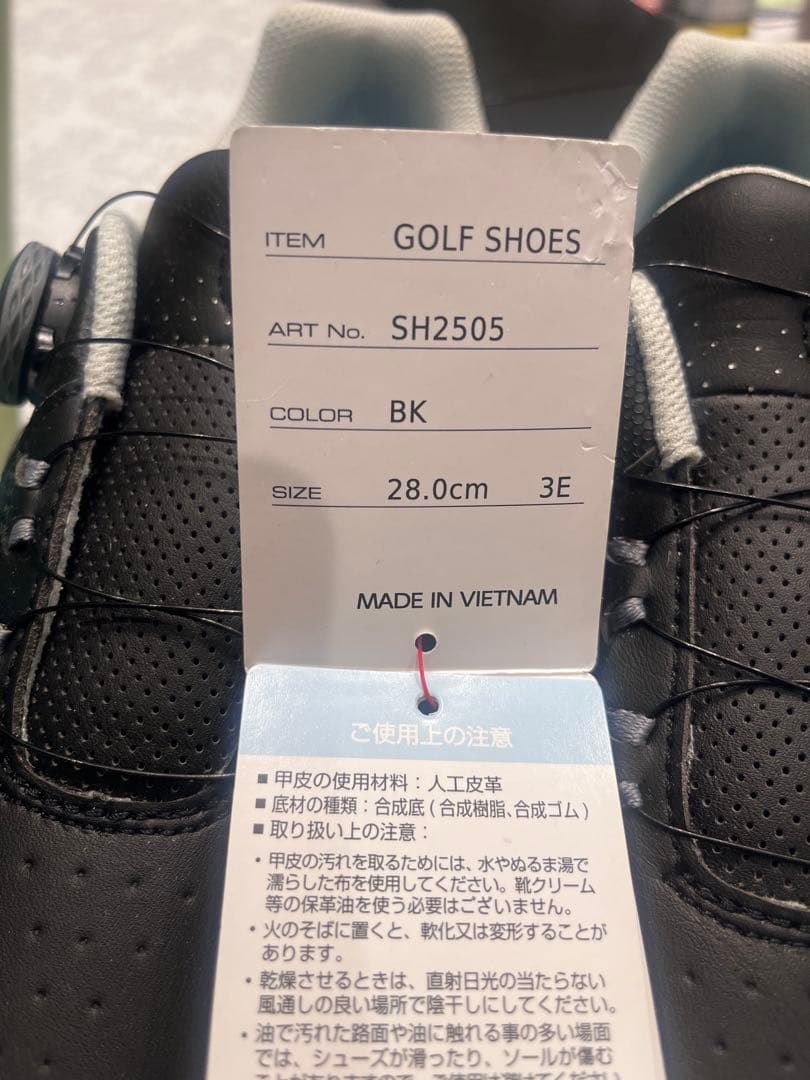 ITEM GOLF SHOES
ART No. SH2505
COLOR BK
SIZE 28.0cm 3E
MADE IN VIETNAM
ご使用上の注意
■ 甲皮の使用材料：人工皮革
■ 底材の種類：合成底（合成樹脂、合成ゴム）
■ 取り扱い上の注意：
・甲皮の汚れを取るためには、水やぬるま湯で
濡らした布を使用してください。靴クリーム
等の保革油を使う必要はございません。
・火のそばに置くと、軟化又は変形することが
あります。
・乾燥させるときは、直射日光の当たらない
風通しの良い場所で陰干しにしてください。
・油で汚れた路面や油に触れる事の多い場面
では、シューズが滑ったり、ソールが傷む